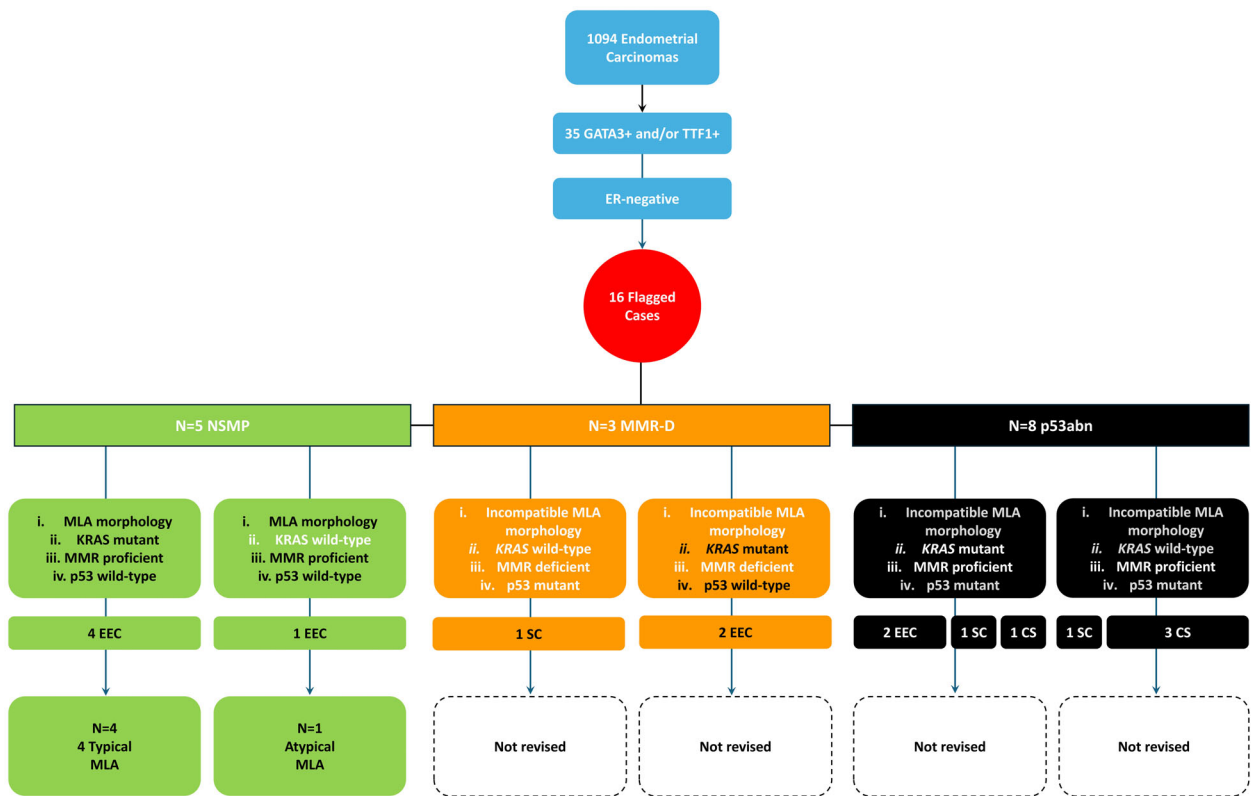 1094 Endometrial
Carcinomas
35 GATA3+ and/or TTF1+
ER-negative
16 Flagged
Cases
N=5 NSMP
N=3 MMR-D
N=8 p53abn
i. MLA morphology
ii. KRAS mutant
iii. MMR proficient
iv. p53 wild-type
i. MLA morphology
ii. KRAS wild-type
iii. MMR proficient
iv. p53 wild-type
i. Incompatible MLA
morphology
ii. KRAS wild-type
iii. MMR deficient
iv. p53 mutant
i. Incompatible MLA
morphology
ii. KRAS mutant
iii. MMR deficient
iv. p53 wild-type
i. Incompatible MLA
morphology
ii. KRAS mutant
iii. MMR proficient
iv. p53 mutant
i. Incompatible MLA
morphology
ii. KRAS wild-type
iii. MMR proficient
iv. p53 mutant
4 EEC
1 EEC
1 SC
2 EEC
2 EEC
1 SC
1 CS
1 SC
3 CS
N=4
4 Typical
MLA
N=1
Atypical
MLA
Not revised
Not revised
Not revised
Not revised